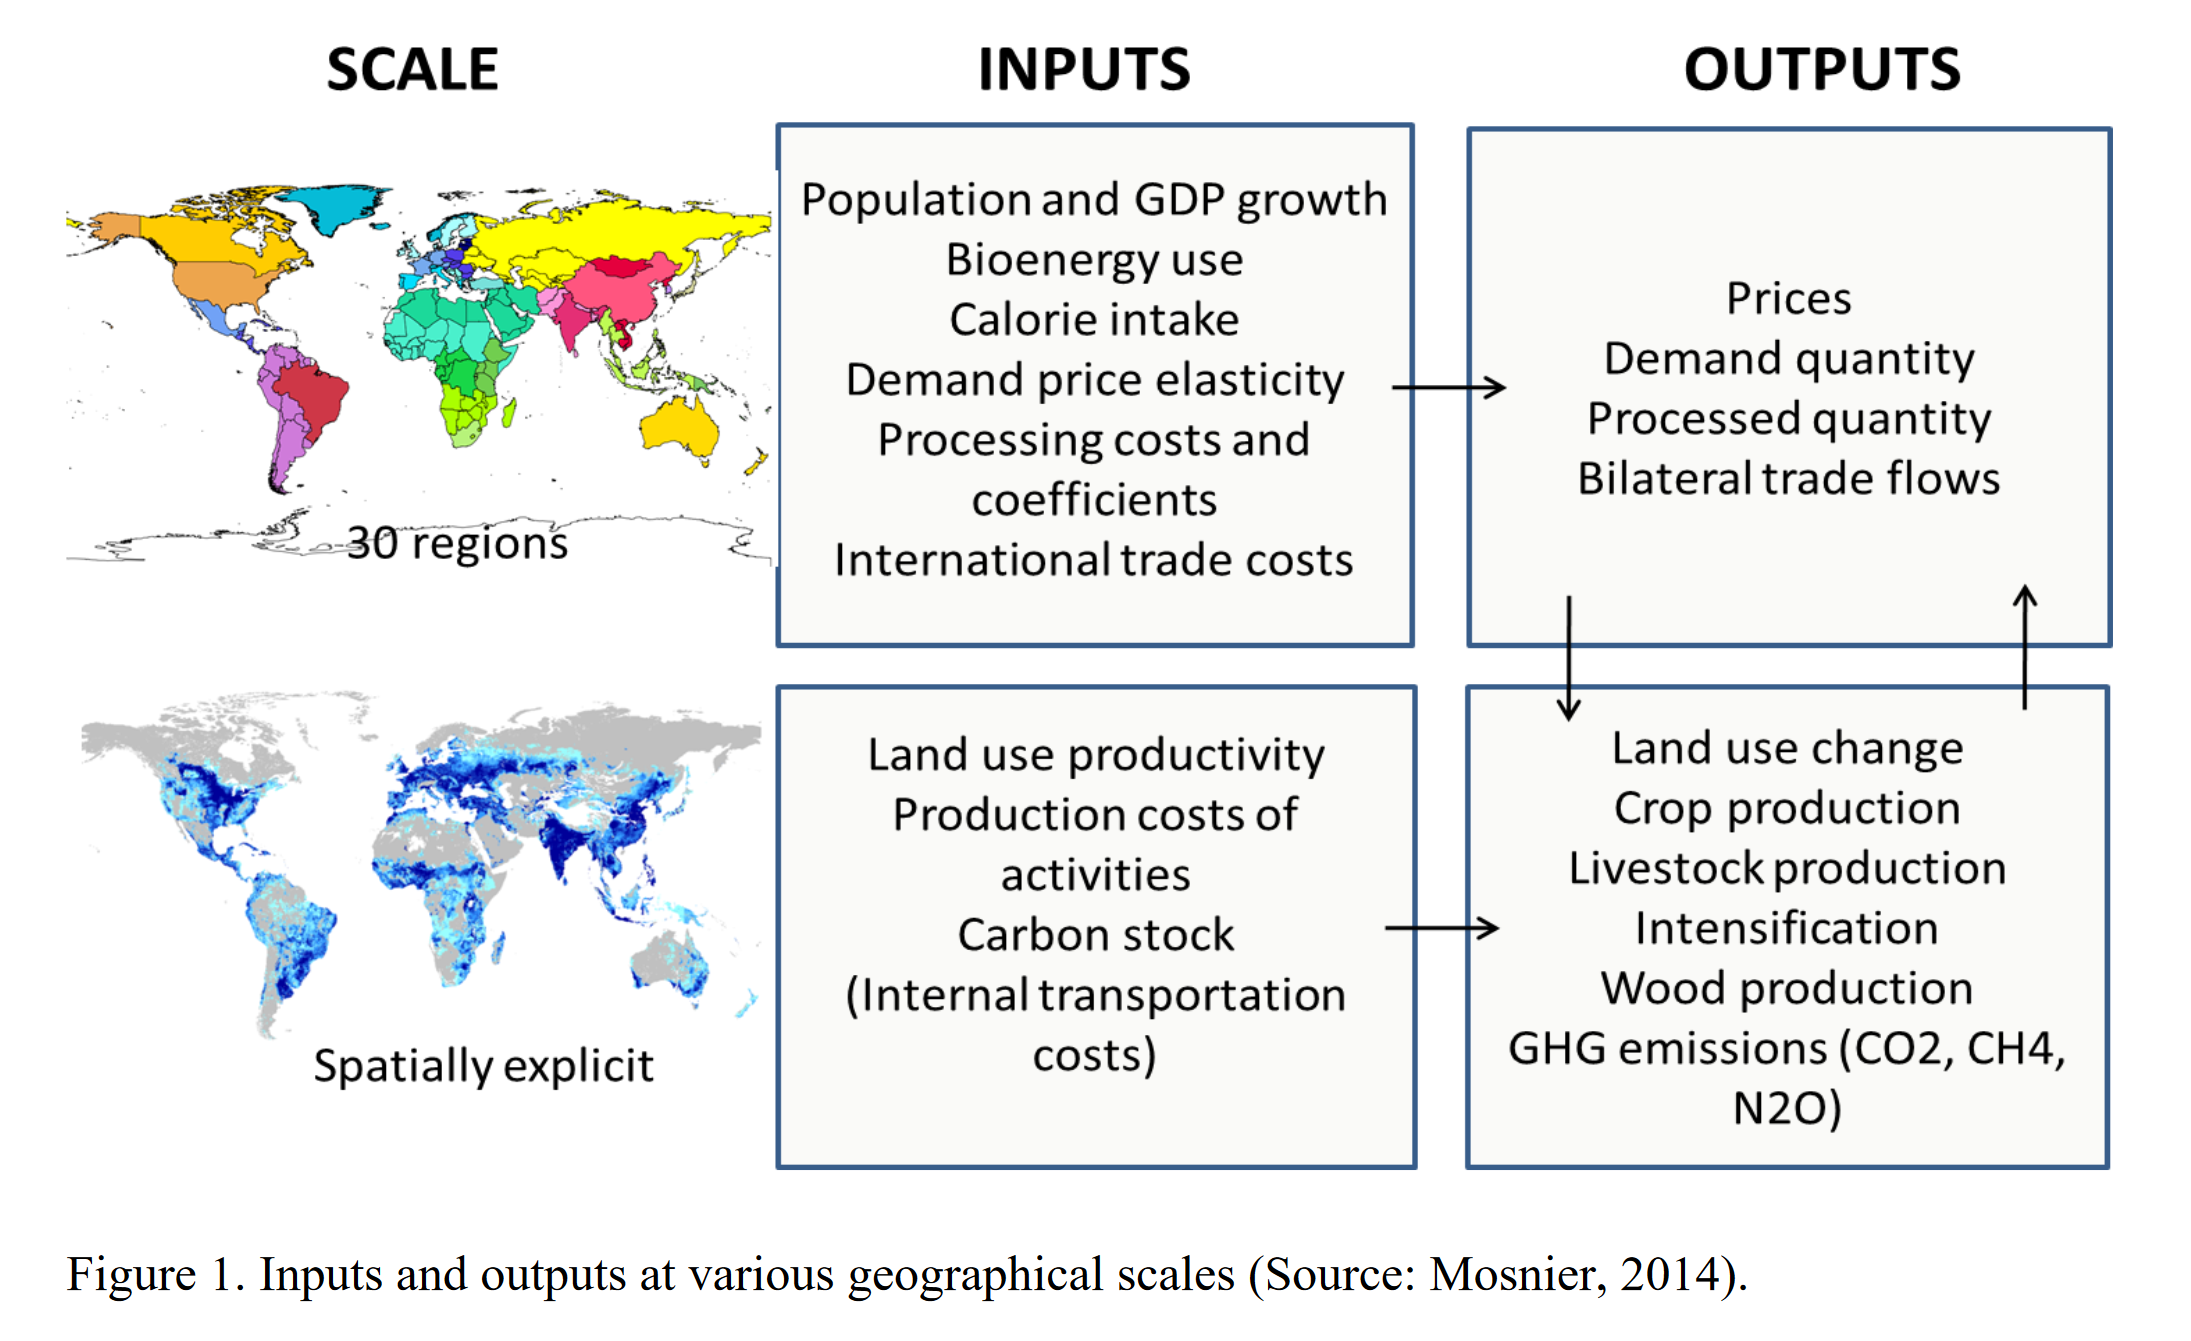 SCALE
INPUTS
OUTPUTS
30 regions
Population and GDP growth
Bioenergy use
Calorie intake
Demand price elasticity
Processing costs and
coefficients
International trade costs
Prices
Demand quantity
Processed quantity
Bilateral trade flows
Spatially explicit
Land use productivity
Production costs of
activities
Carbon stock
(Internal transportation
costs)
Land use change
Crop production
Livestock production
Intensification
Wood production
GHG emissions (CO2, CH4,
N2O)
Figure 1. Inputs and outputs at various geographical scales (Source: Mosnier, 2014).